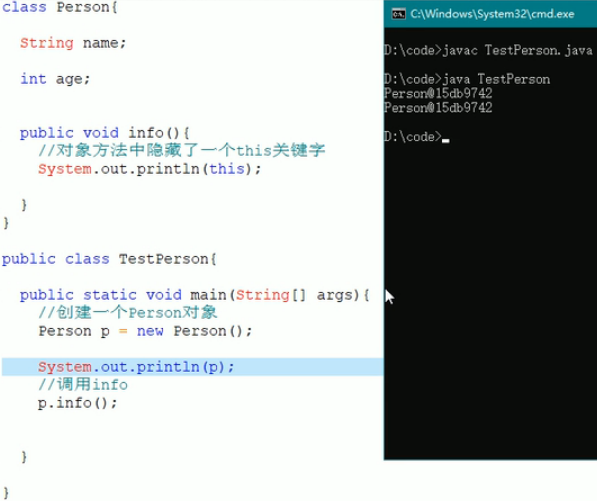 class Person{
String name;
int age;
public void info(){
//对象方法中隐藏了一个this关键字
System.out.println(this);
}
}
public class TestPerson{
public static void main(String[] args){
//创建一个Person对象
Person p = new Person();
System.out.println(p);
//调用info
p.info();
}
}
C:\Windows\System32\cmd.exe
D:\code>javac TestPerson.java
D:\code>java TestPerson
Person@15db9742
Person@15db9742
D:\code>